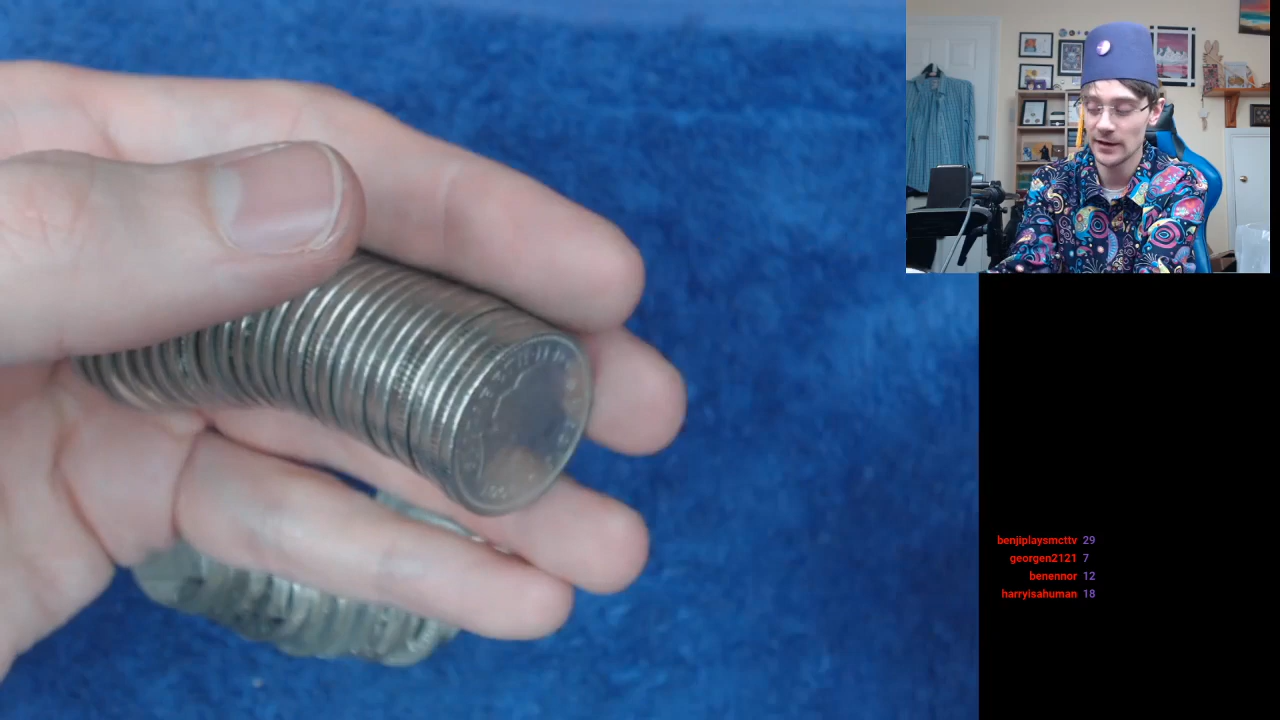 benjiplaysmcttv 29
georgen2121 7
benennor 12
harryisahuman 18